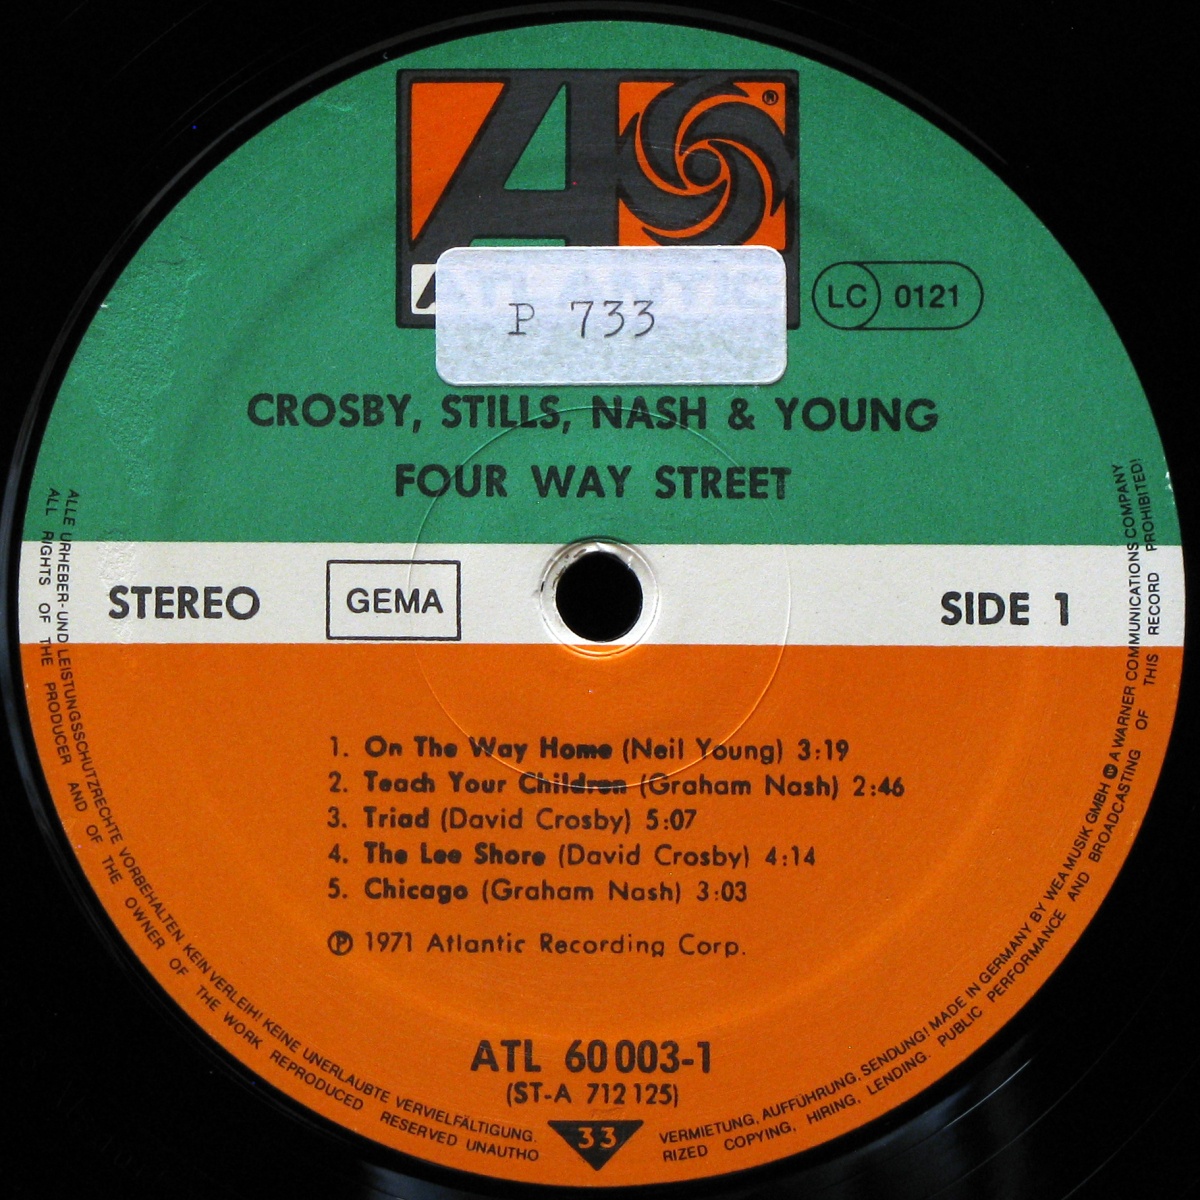 ®
P 733
LC 0121
CROSBY, STILLS, NASH & YOUNG
FOUR WAY STREET
STEREO
GEMA
SIDE 1
1. On The Way Home (Neil Young) 3:19
2. Teach Your Children (Graham Nash) 2:46
3. Triad (David Crosby) 5:07
4. The Lee Shore (David Crosby) 4:14
5. Chicago (Graham Nash) 3:03
℗ 1971 Atlantic Recording Corp.
ATL 60 003-1
(ST-A 712 125)
33
ALLE URHEBER- UND LEISTUNGSSCHUTZRECHTE VORBEHALTEN. KEIN VERLEIH! KEINE UNERLAUBTE VERVIELFÄLTIGUNG. VERMIETUNG, AUFFÜHRUNG, SENDUNG! MADE IN GERMANY BY WEA MUSIK GMBH A WARNER COMMUNICATIONS COMPANY
ALL RIGHTS OF THE PRODUCER AND OF THE OWNER OF THE WORK REPRODUCED RESERVED UNAUTHORIZED COPYING, HIRING, LENDING. PUBLIC PERFORMANCE AND BROADCASTING OF THIS RECORD PROHIBITED!